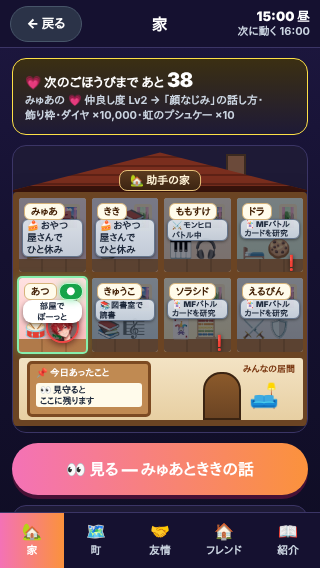 ← 戻る
家
15:00 昼
次に動く 16:00
💗 次のごほうびまで あと 38
みゅあの 💗 仲良し度 Lv2 → 「顔なじみ」の話し方・
飾り枠・ダイヤ ×10,000・虹のプシュケー ×10
🏡 助手の家
みゅあ
🍰 おやつ
屋さんで
ひと休み
きき
🍰 おやつ
屋さんで
ひと休み
ももすけ
⚔️ モンヒロ
バトル中
ドラ
🃏 MFバトル
カードを研究
❗
あつ
部屋で
ぼーっと
きゅうこ
📚 図書室で
読書
ソラシド
🃏 MFバトル
カードを研究
❗
えるぴん
🃏 MFバトル
カードを研究
📌 今日あったこと
👀 見守ると
ここに残ります
みんなの居間
👀 見る — みゅあとききの話
家
町
友情
フレンド
紹介